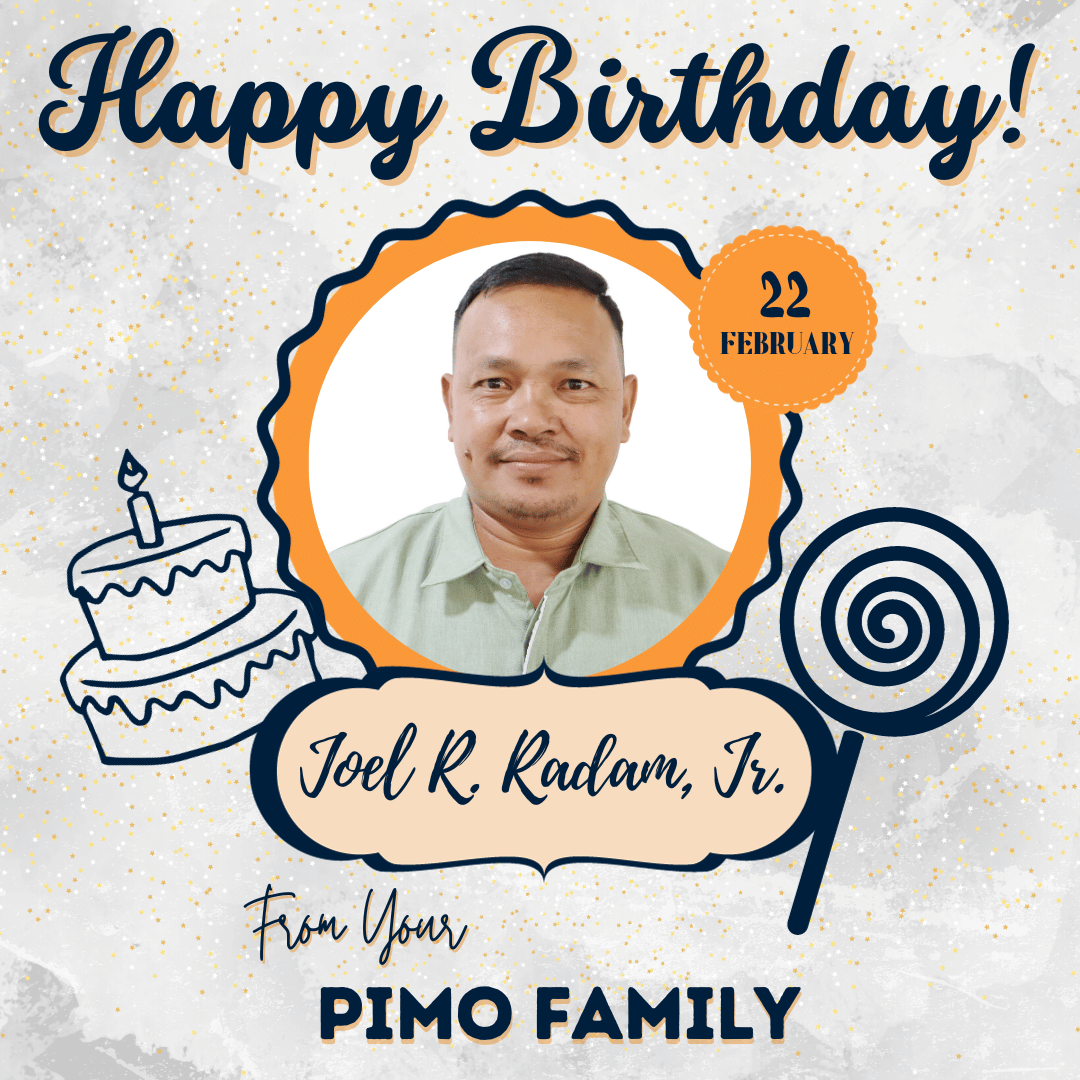 Happy Birthday!
22
FEBRUARY
Joel R. Radam, Jr.
From Your
PIMO FAMILY